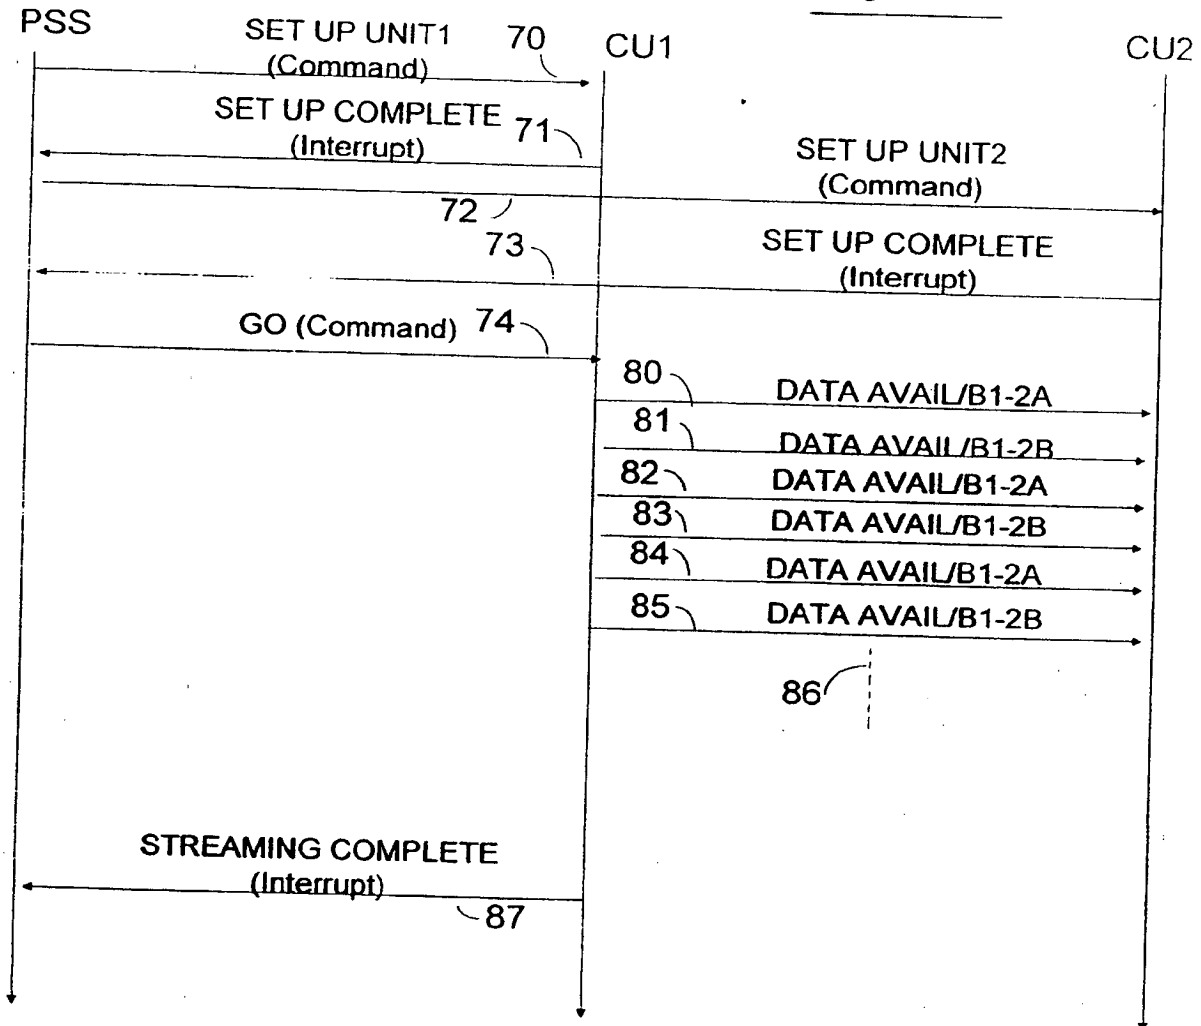 PSS
SET UP UNIT1
(Command)
70
CU1
CU2
SET UP COMPLETE
(Interrupt)
71
SET UP UNIT2
(Command)
72
73
SET UP COMPLETE
(Interrupt)
GO (Command)
74
80
DATA AVAIL/B1-2A
81
DATA AVAIL/B1-2B
82
DATA AVAIL/B1-2A
83
DATA AVAIL/B1-2B
84
DATA AVAIL/B1-2A
85
DATA AVAIL/B1-2B
86
STREAMING COMPLETE
(Interrupt)
87